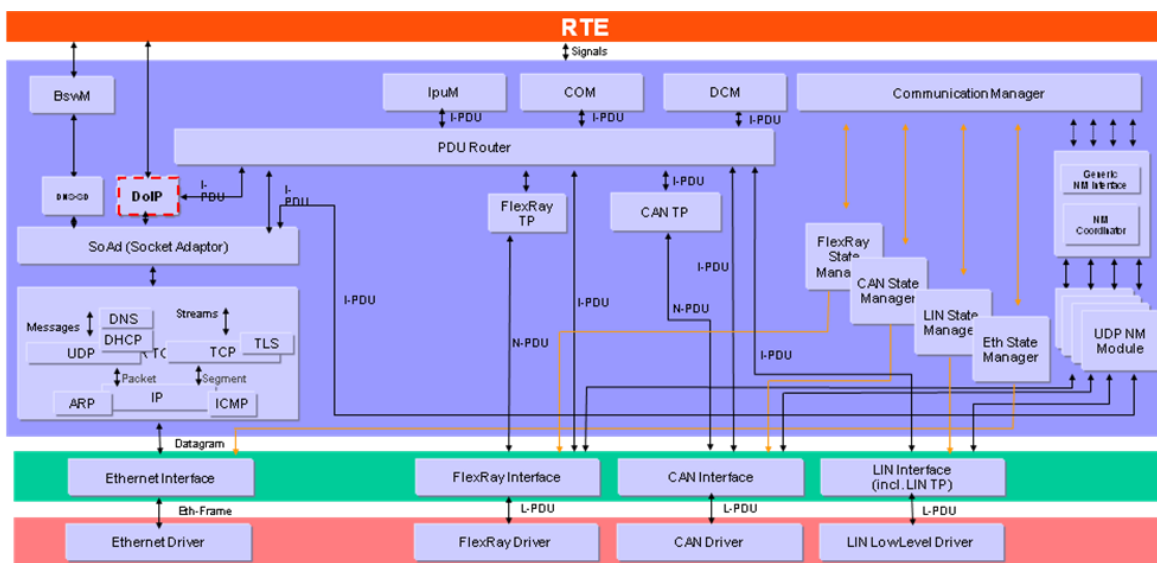 RTE
Signals
BswM
IpuM
COM
DCM
Communication Manager
I-PDU
I-PDU
I-PDU
PDU Router
Generic
NM Interface
NM
Coordinator
DoIP
I-
PDU
I-
PDU
I-PDU
FlexRay
TP
CAN TP
SoAd (Socket Adaptor)
FlexRay
State
Manag
CAN State
Manager
LIN State
Manage
Eth State
Manager
UDP NM
Module
I-PDU
I-PDU
I-PDU
N-PDU
N-PDU
I-PDU
Messages
DNS
DHCP
UDP
Streams
TCP
TLS
Packet
Segment
ARP
IP
ICMP
Datagram
Ethernet Interface
FlexRay Interface
CAN Interface
LIN Interface
(incl. LIN TP)
Eth-Frame
L-PDU
L-PDU
L-PDU
Ethernet Driver
FlexRay Driver
CAN Driver
LIN LowLevel Driver